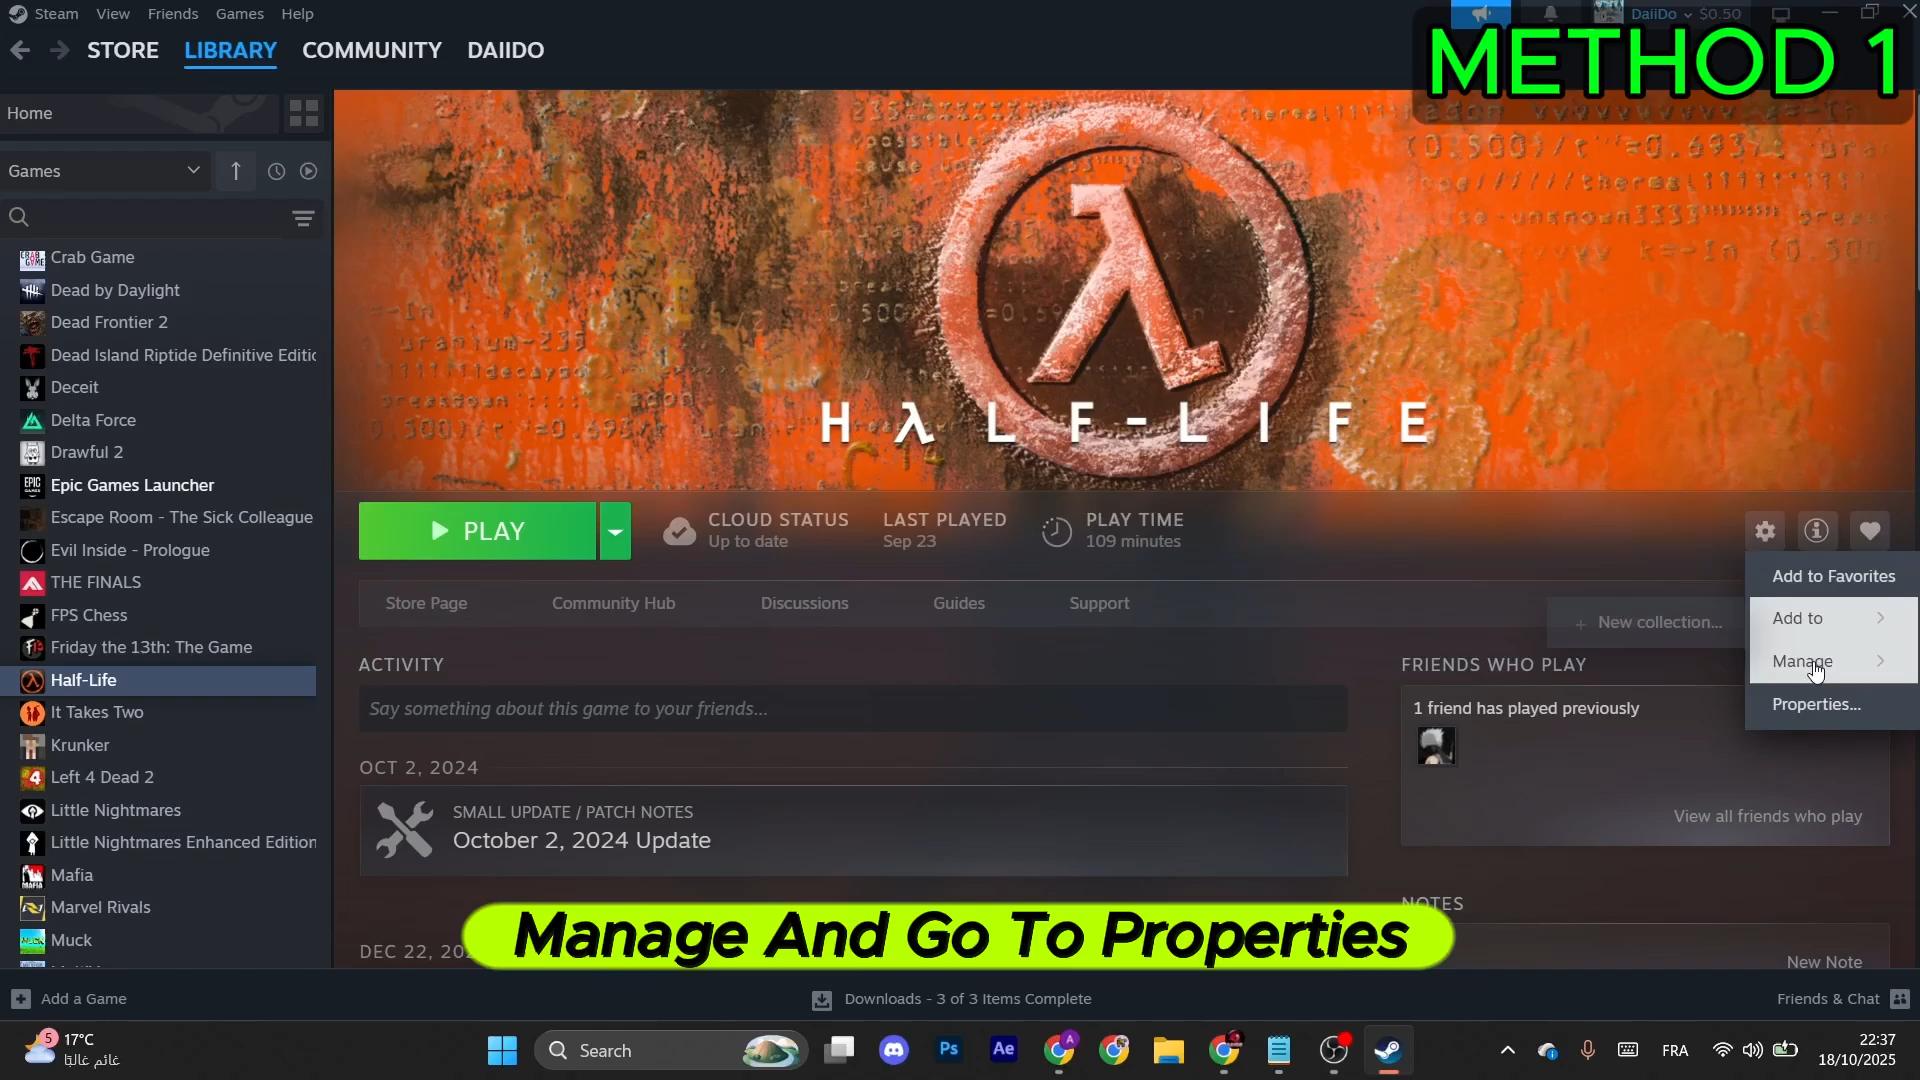 Steam View Friends Games Help
DaiiDo $0.50
STORE LIBRARY COMMUNITY DAIIDO
METHOD 1
Home
Games
Crab Game
Dead by Daylight
Dead Frontier 2
Dead Island Riptide Definitive Editic
Deceit
Delta Force
Drawful 2
Epic Games Launcher
Escape Room - The Sick Colleague
Evil Inside - Prologue
THE FINALS
FPS Chess
Friday the 13th: The Game
Half-Life
It Takes Two
Krunker
Left 4 Dead 2
Little Nightmares
Little Nightmares Enhanced Edition
Mafia
Marvel Rivals
Muck
HλLF-LIFE
PLAY
CLOUD STATUS
Up to date
LAST PLAYED
Sep 23
PLAY TIME
109 minutes
Add to Favorites
Add to
Manage
Properties...
New collection...
Store Page Community Hub Discussions Guides Support
ACTIVITY
Say something about this game to your friends...
OCT 2, 2024
SMALL UPDATE / PATCH NOTES
October 2, 2024 Update
DEC 22, 202
FRIENDS WHO PLAY
1 friend has played previously
View all friends who play
NOTES
New Note
Manage And Go To Properties
Add a Game
Downloads - 3 of 3 Items Complete
Friends & Chat
5
17°C
غائم غالبًا
Search
Ps
Ae
FRA
22:37
18/10/2025